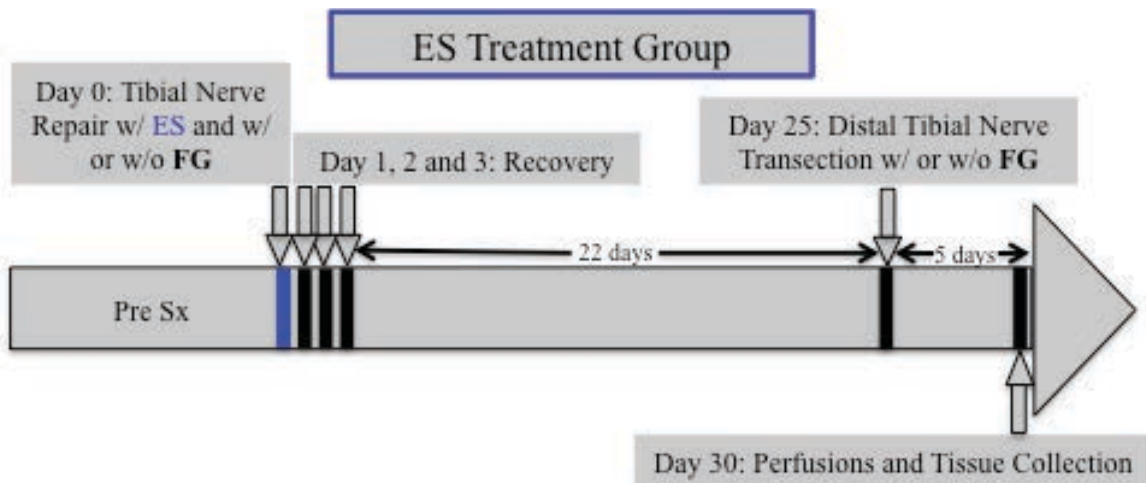 ES Treatment Group
Day 0: Tibial Nerve
Repair w/ ES and w/
or w/o FG
Day 1, 2 and 3: Recovery
Day 25: Distal Tibial Nerve
Transection w/ or w/o FG
22 days
5 days
Pre Sx
Day 30: Perfusions and Tissue Collection